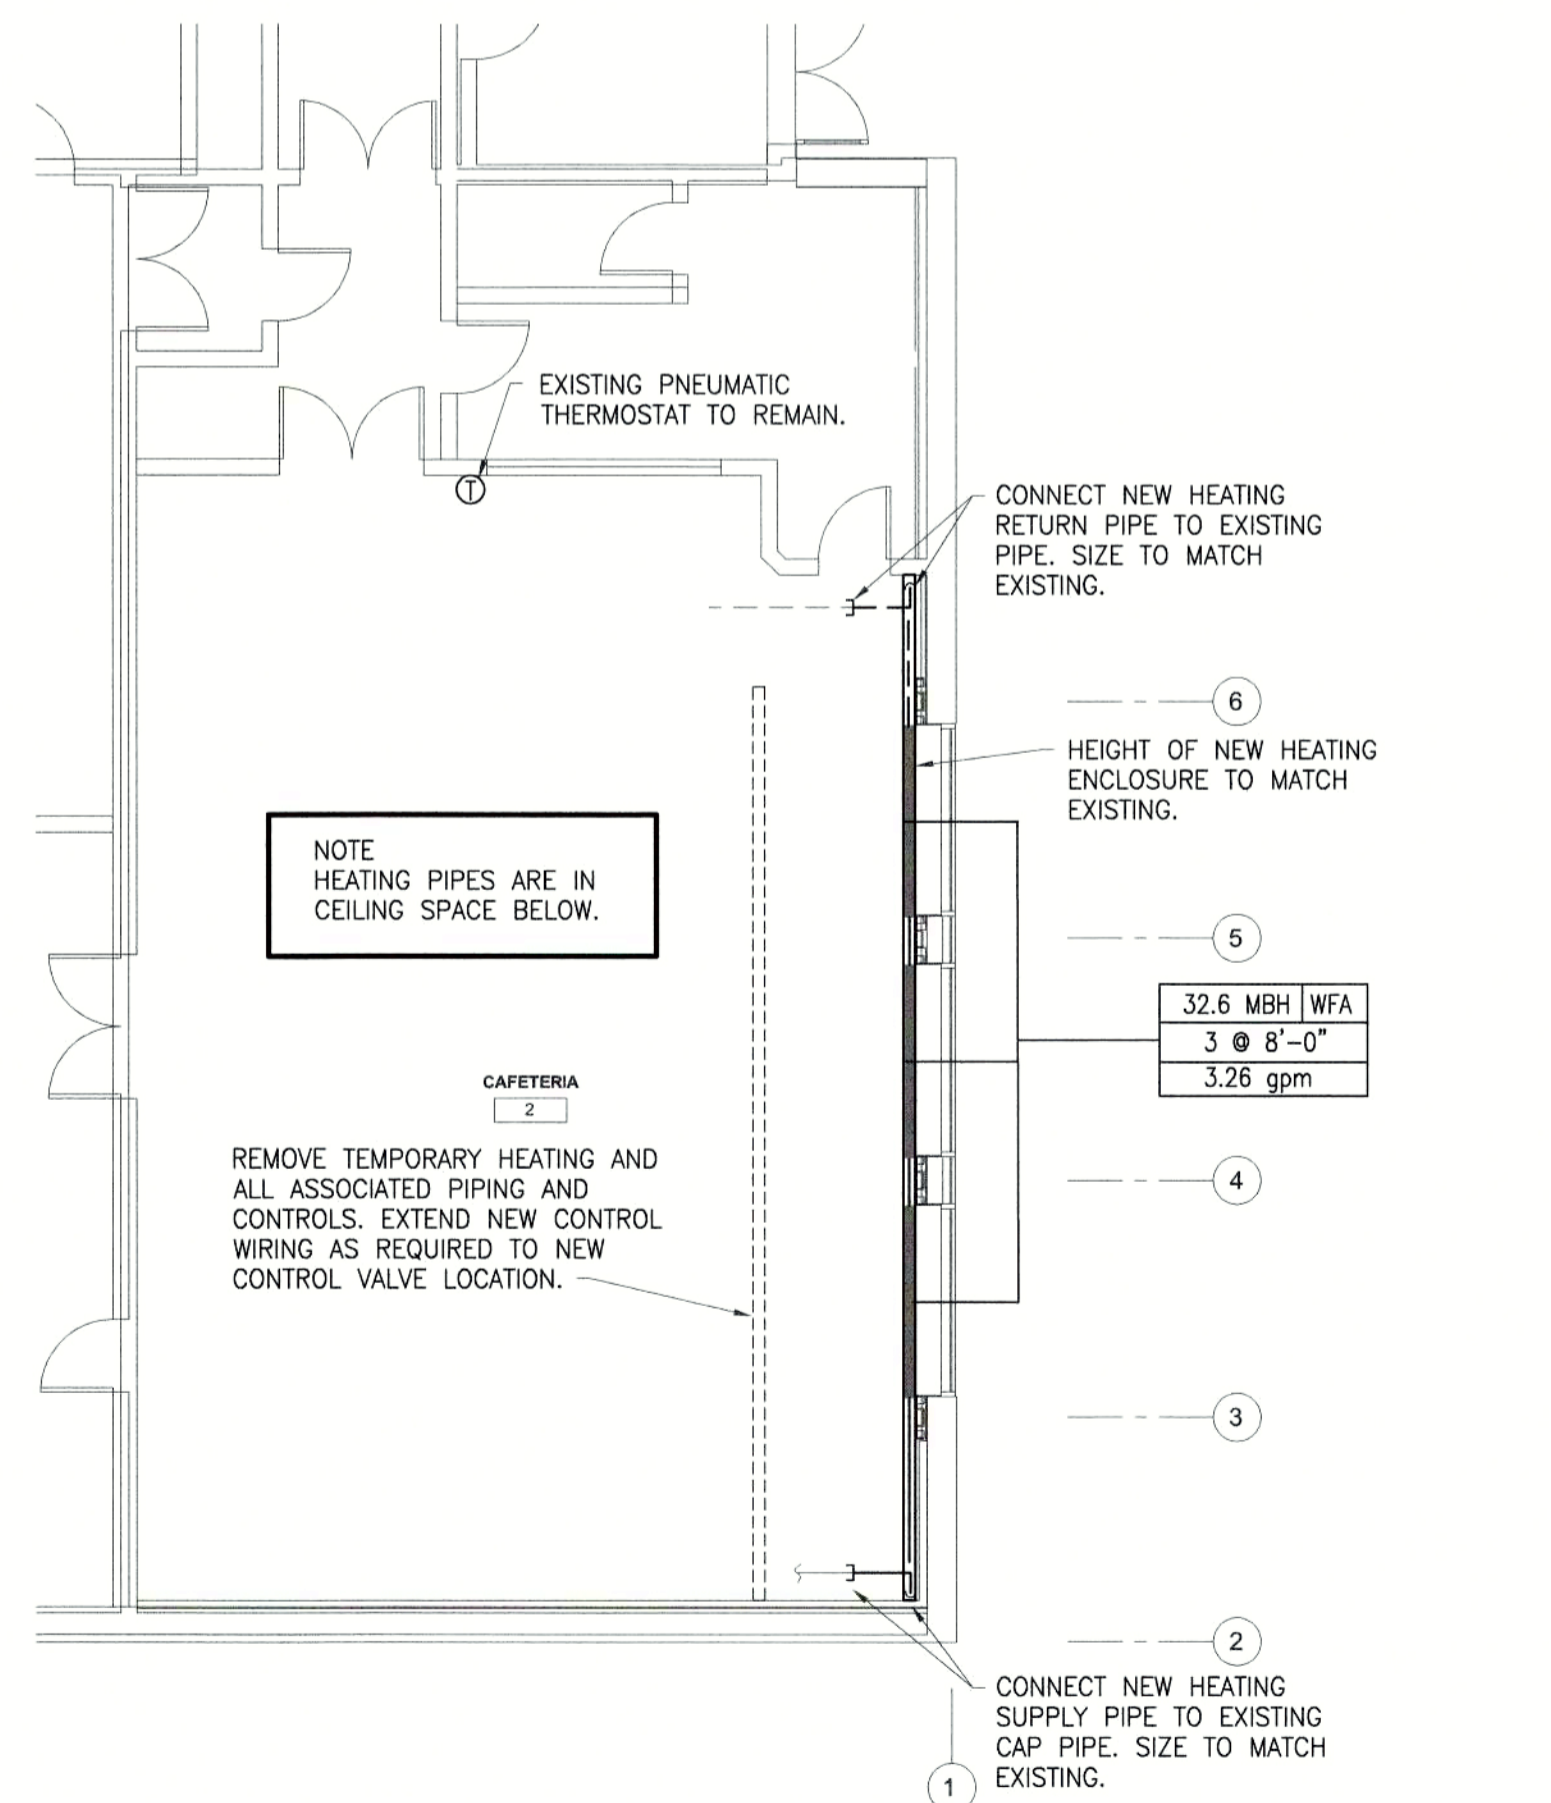 EXISTING PNEUMATIC
THERMOSTAT TO REMAIN.
T
CONNECT NEW HEATING
RETURN PIPE TO EXISTING
PIPE. SIZE TO MATCH
EXISTING.
6
HEIGHT OF NEW HEATING
ENCLOSURE TO MATCH
EXISTING.
NOTE
HEATING PIPES ARE IN
CEILING SPACE BELOW.
5
32.6 MBH WFA
3 @ 8'-0"
3.26 gpm
CAFETERIA
2
REMOVE TEMPORARY HEATING AND
ALL ASSOCIATED PIPING AND
CONTROLS. EXTEND NEW CONTROL
WIRING AS REQUIRED TO NEW
CONTROL VALVE LOCATION.
4
3
2
CONNECT NEW HEATING
SUPPLY PIPE TO EXISTING
CAP PIPE. SIZE TO MATCH
EXISTING.
1